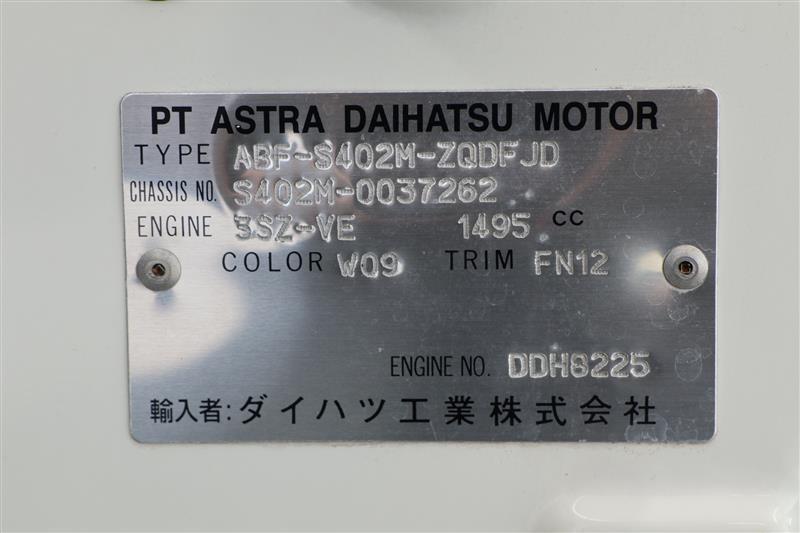 PT ASTRA DAIHATSU MOTOR
TYPE ABF-S402M-ZQDFJD
CHASSIS NO. S402M-0037262
ENGINE 3SZ-VE 1495 CC
COLOR W09 TRIM FN12
ENGINE NO. DDH8225
輸入者: ダイハツ工業株式会社